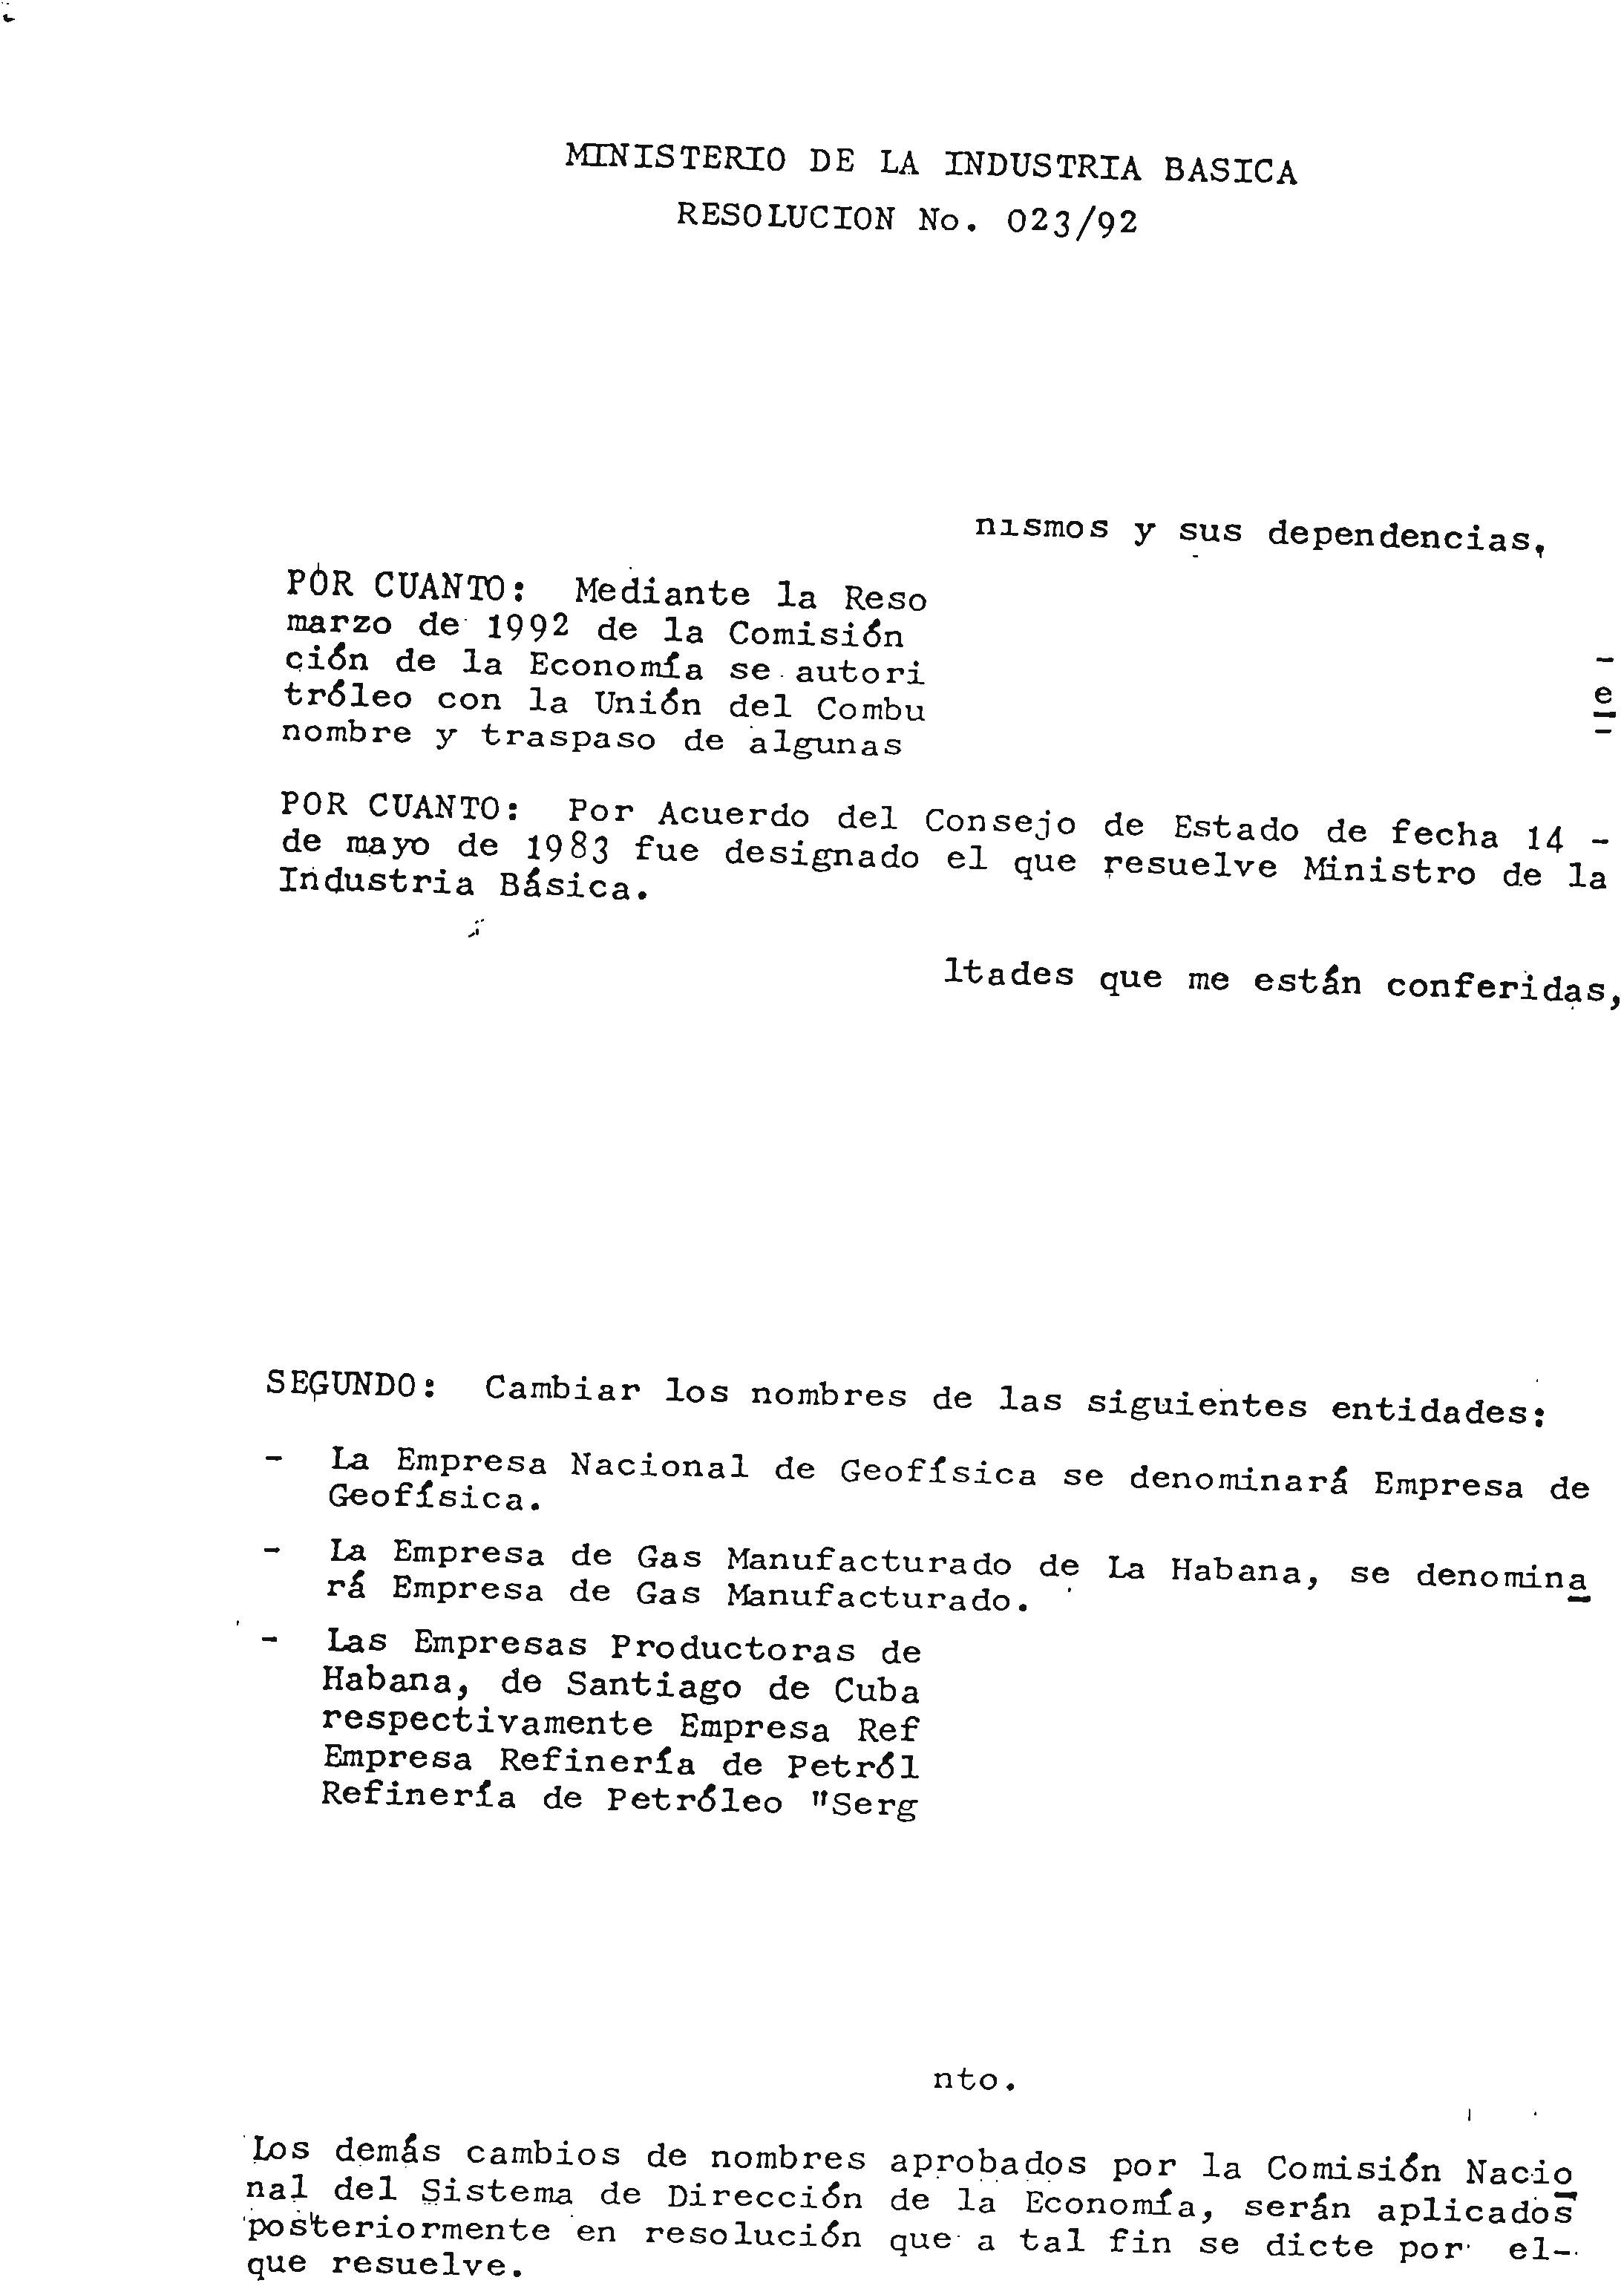 MINISTERIO DE LA INDUSTRIA BASICA
RESOLUCION No. 023/92
nismos y sus dependencias,
POR CUANTO: Mediante la Reso
marzo de 1992 de la Comisión
ción de la Economía se autori
tróleo con la Unión del Combu
nombre y traspaso de algunas
-
e
-
POR CUANTO: Por Acuerdo del Consejo de Estado de fecha 14 -
de mayo de 1983 fue designado el que resuelve Ministro de la
Industria Básica.
ltades que me están conferidas,
SEGUNDO: Cambiar los nombres de las siguientes entidades:
- La Empresa Nacional de Geofísica se denominará Empresa de
Geofísica.
- La Empresa de Gas Manufacturado de La Habana, se denomina
rá Empresa de Gas Manufacturado.
- Las Empresas Productoras de
Habana, de Santiago de Cuba
respectivamente Empresa Ref
Empresa Refinería de Petról
Refinería de Petróleo "Serg
nto.
Los demás cambios de nombres aprobados por la Comisión Nacio
nal del Sistema de Dirección de la Economía, serán aplicados
posteriormente en resolución que a tal fin se dicte por el-
que resuelve.